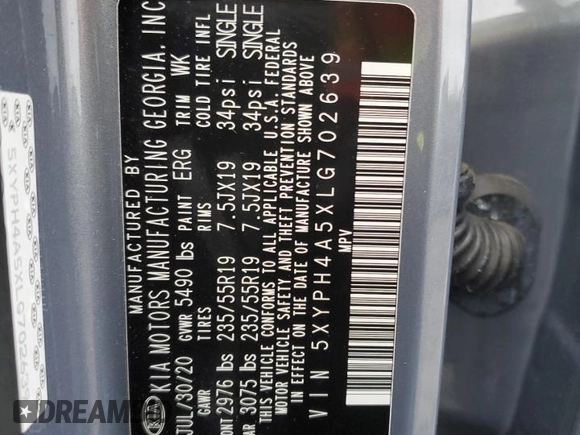 MANUFACTURED BY
KIA MOTORS MANUFACTURING GEORGIA, INC
JUL/30/20 GVWR 5490 lbs PAINT ERG TRIM WK
GAWR TIRES RIMS COLD TIRE INFL
ONT 2976 lbs 235/55R19 7.5JX19 34psi SINGLE
AR 3075 lbs 235/55R19 7.5JX19 34psi SINGLE
THIS VEHICLE CONFORMS TO ALL APPLICABLE U.S.A. FEDERAL
MOTOR VEHICLE SAFETY AND THEFT PREVENTION STANDARDS
IN EFFECT ON THE DATE OF MANUFACTURE SHOWN ABOVE
VIN 5XYPH4A5XLG702639
MPV
5XYPH4A5XLG70263
DREAM